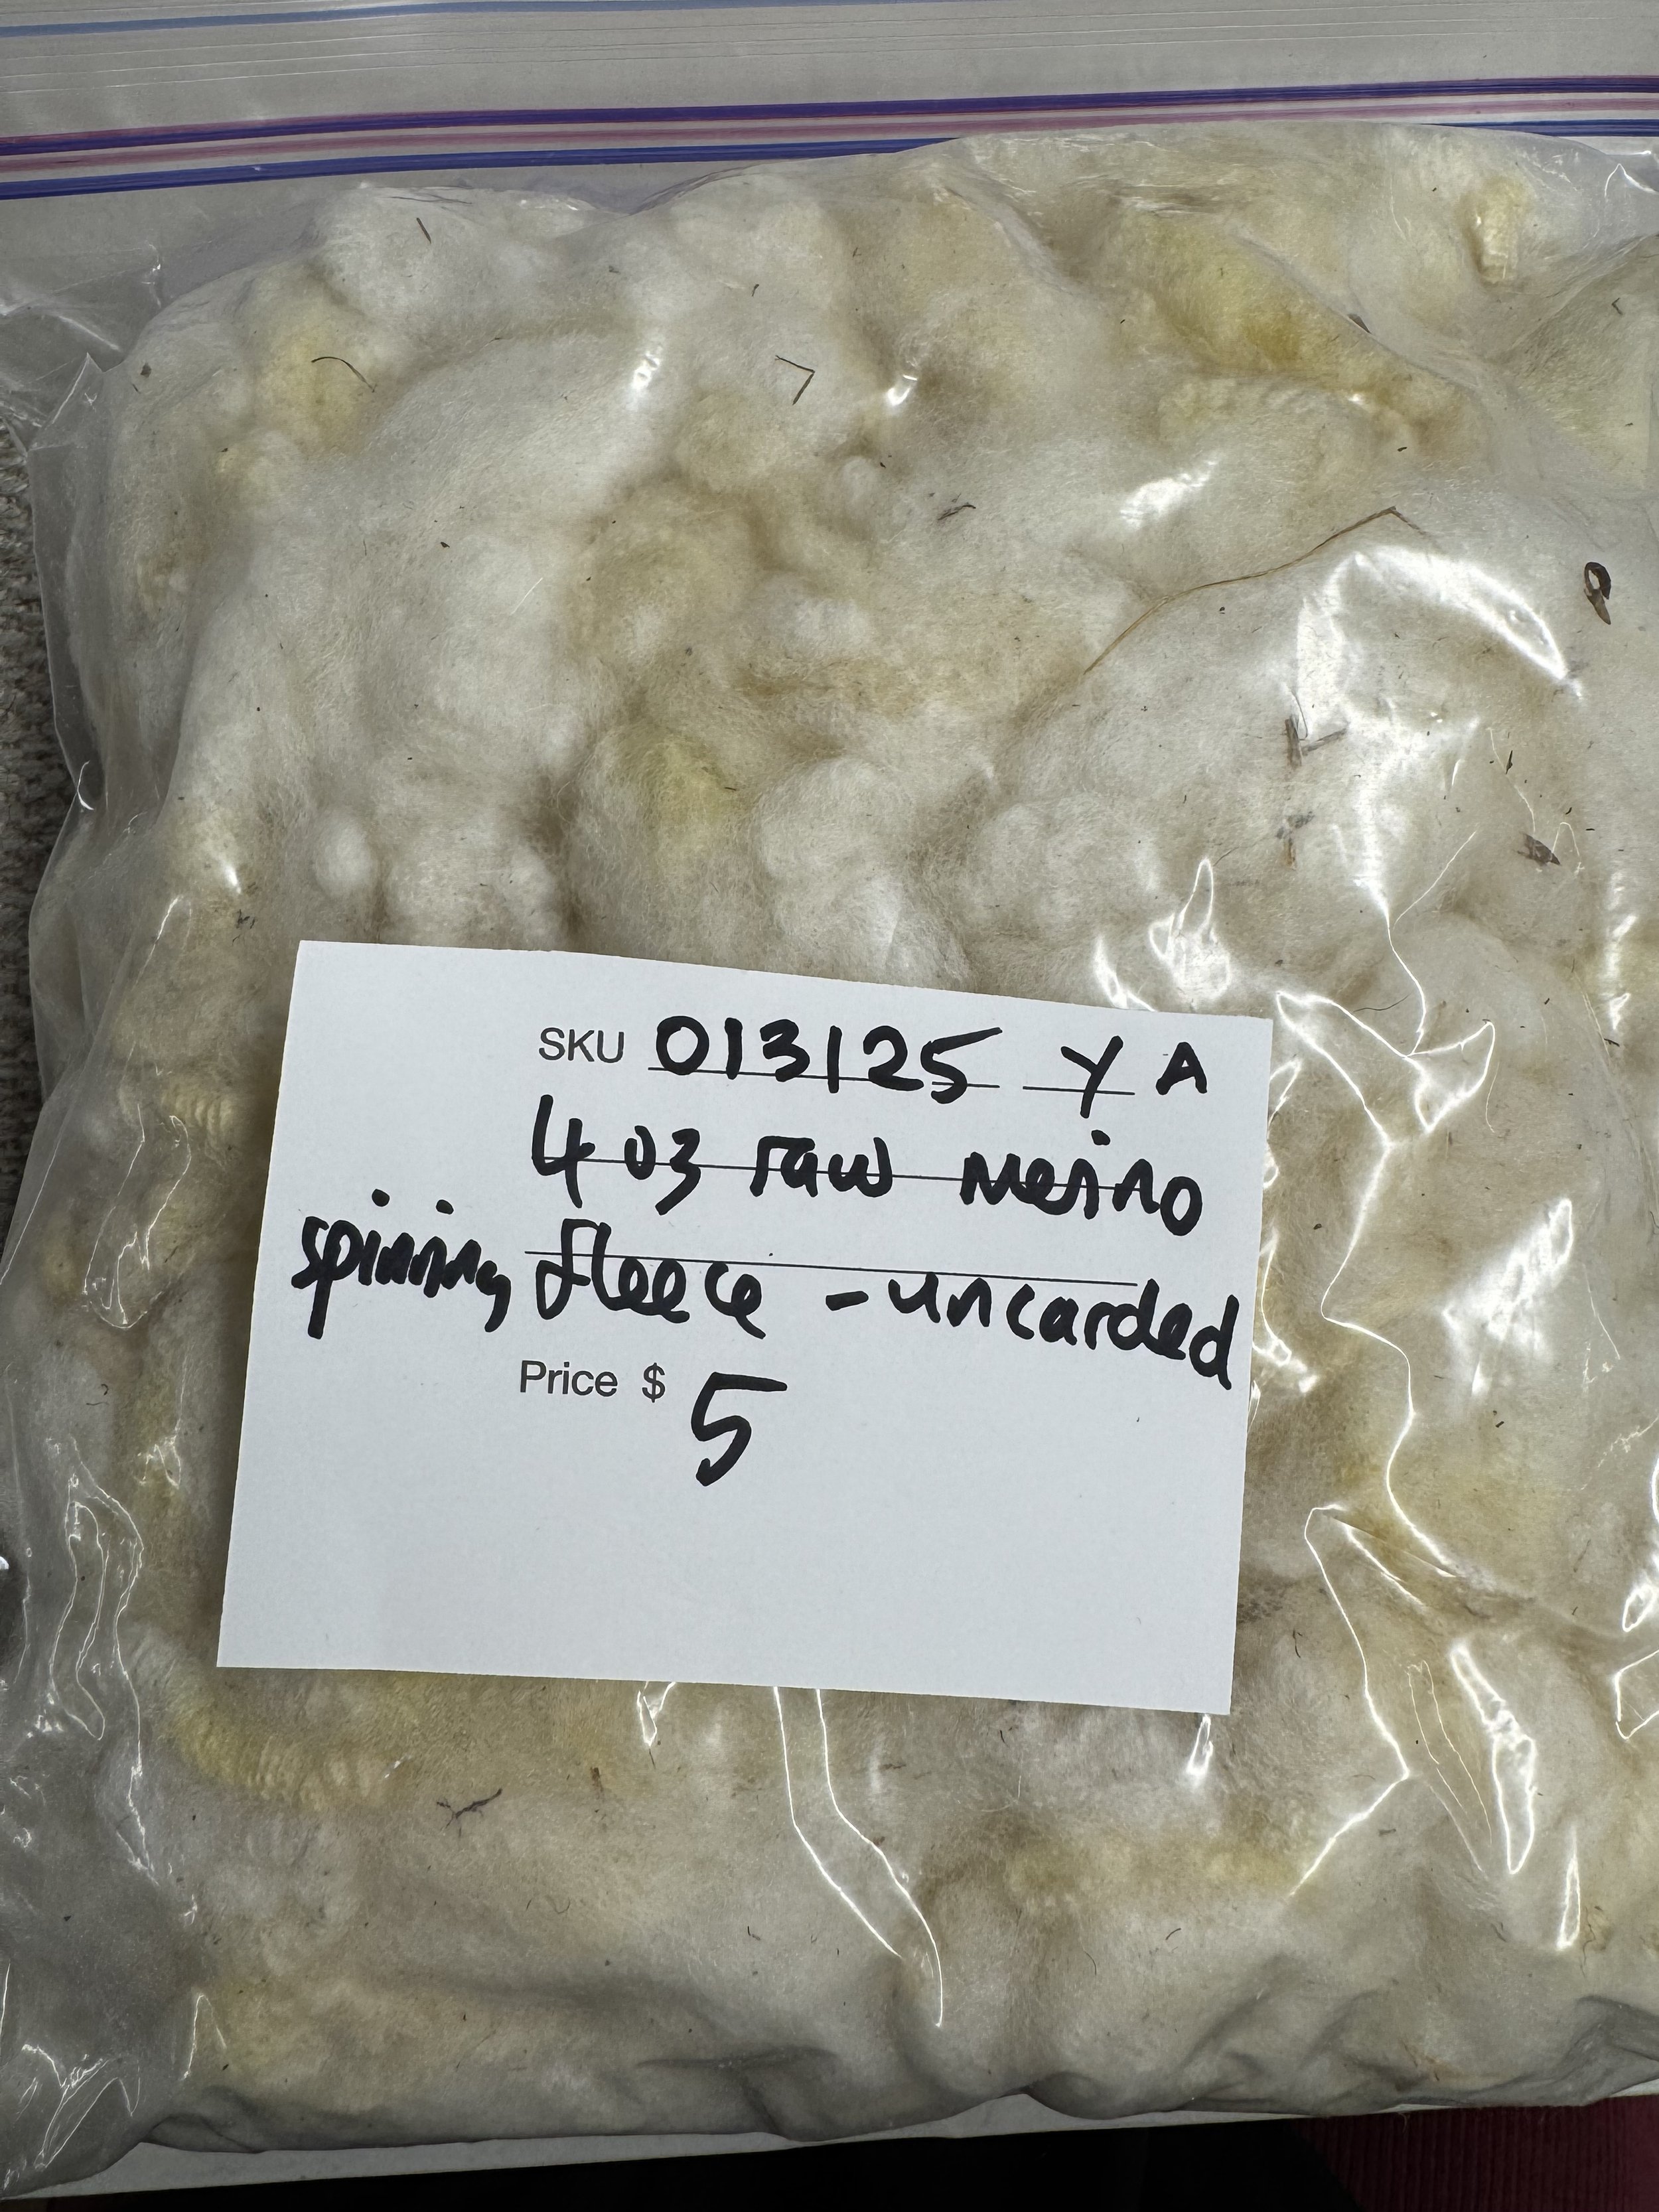 SKU 013125 Y A
4 oz raw merino
spinning fleece - uncarded
Price $ 5